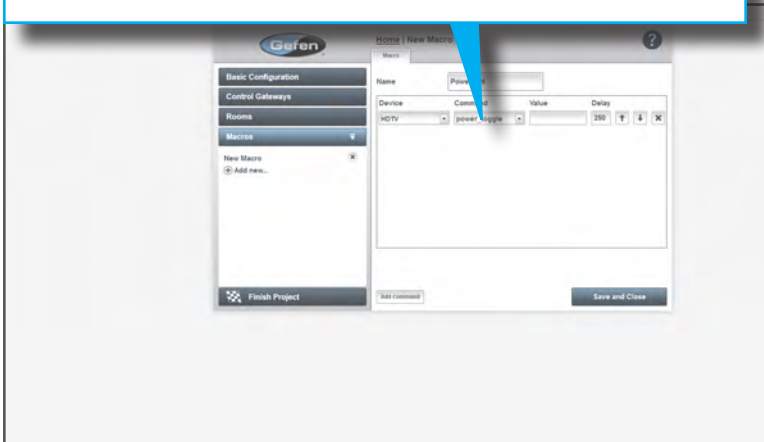 Gefen
Home | New Macro
?
Macro
Basic Configuration
Control Gateways
Rooms
Macros
New Macro
Add new...
Finish Project
Name
Device Command Value Delay
HDTV 250
Add command
Save and Close